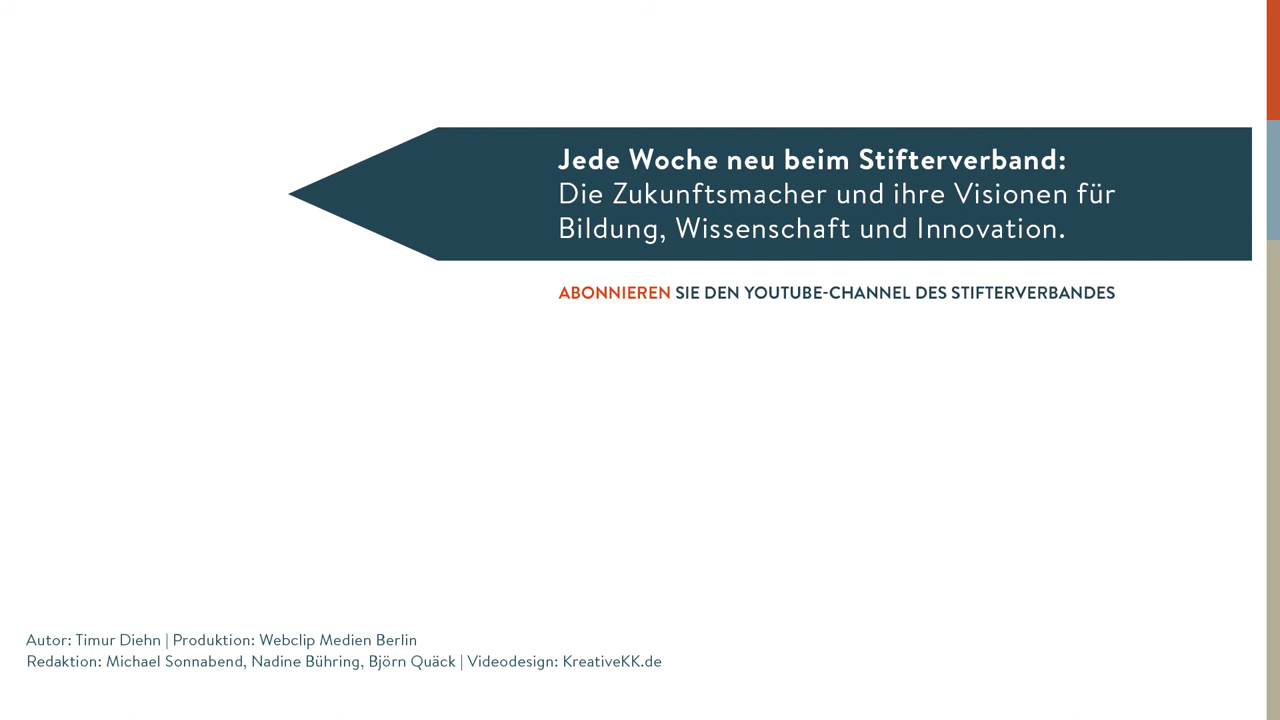 Jede Woche neu beim Stifterverband:
Die Zukunftsmacher und ihre Visionen für
Bildung, Wissenschaft und Innovation.
ABONNIEREN SIE DEN YOUTUBE-CHANNEL DES STIFTERVERBANDES
Autor: Timur Diehn | Produktion: Webclip Medien Berlin
Redaktion: Michael Sonnabend, Nadine Bühring, Björn Quäck | Videodesign: KreativeKK.de